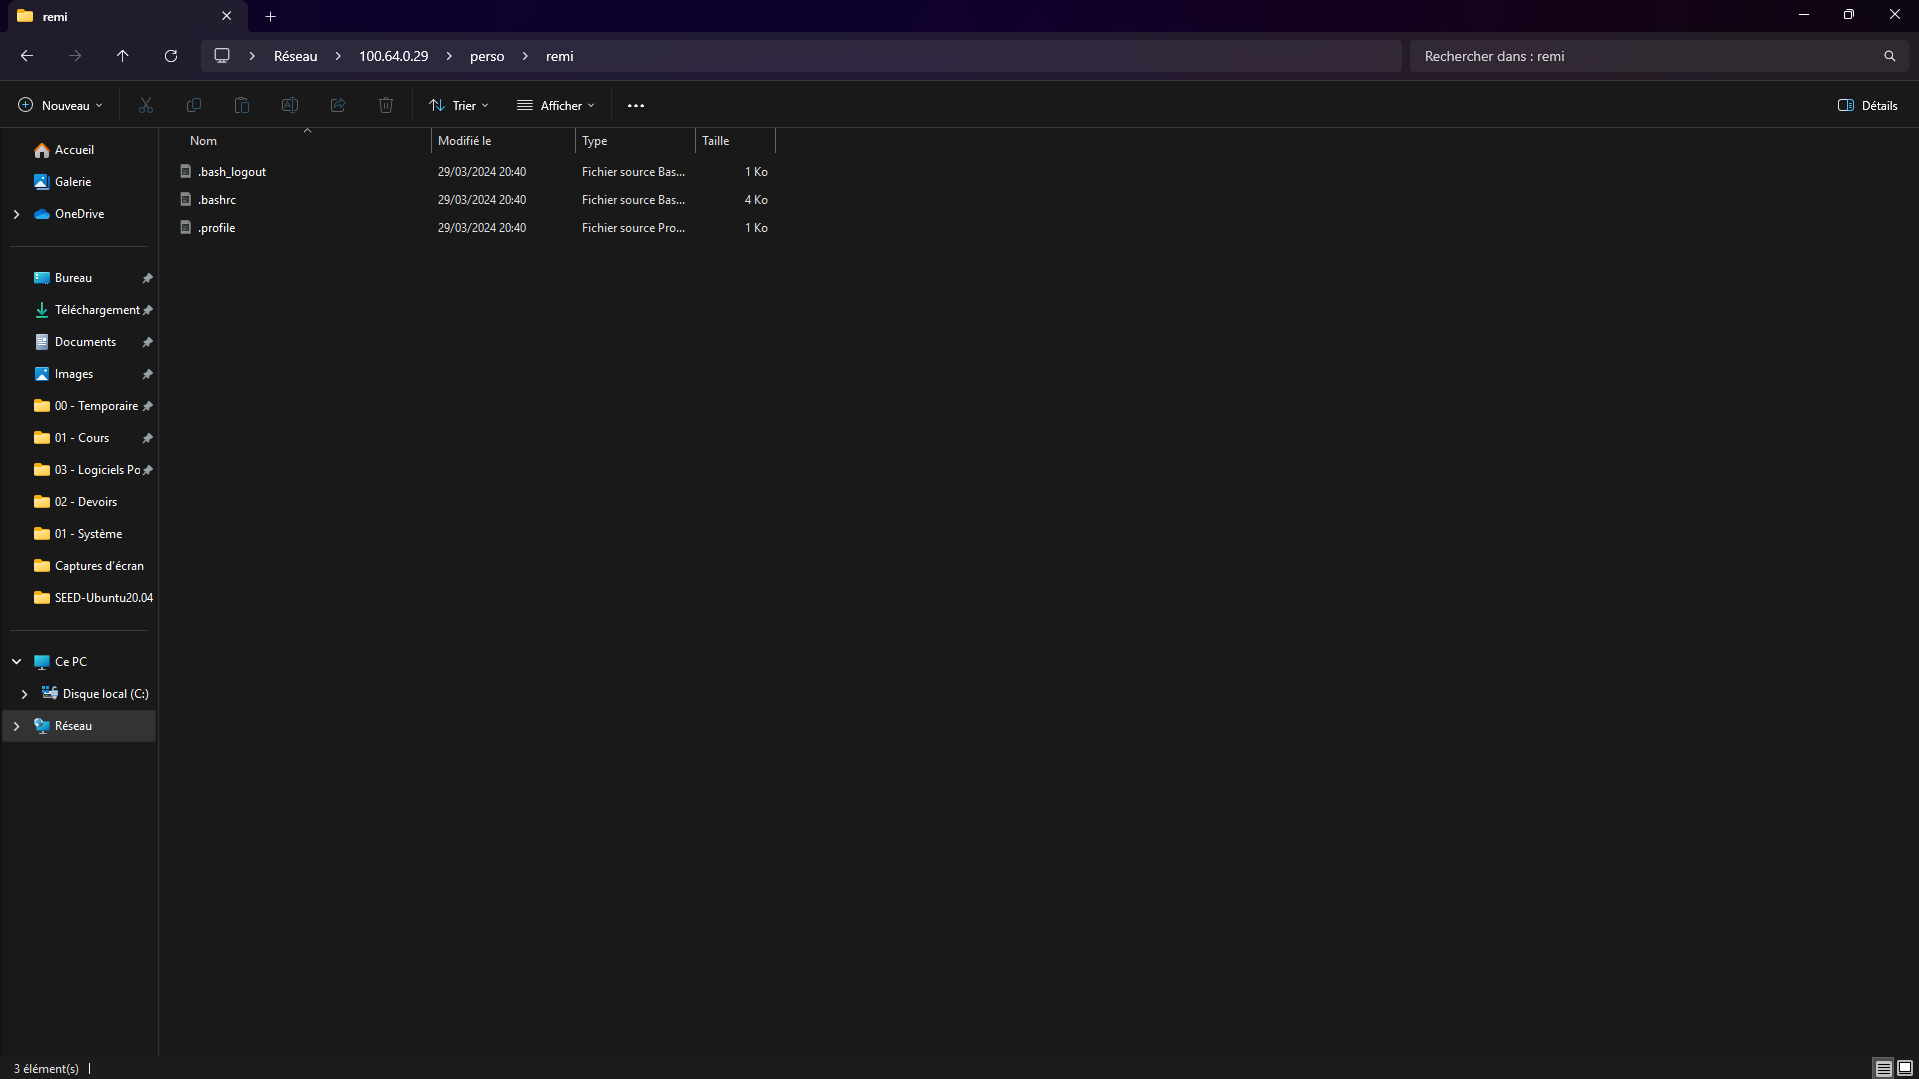 remi
Réseau
100.64.0.29
perso
remi
Rechercher dans : remi
Nouveau
Trier
Afficher
Détails
Nom
Modifié le
Type
Taille
.bash_logout 29/03/2024 20:40 Fichier source Bas... 1 Ko
.bashrc 29/03/2024 20:40 Fichier source Bas... 4 Ko
.profile 29/03/2024 20:40 Fichier source Pro... 1 Ko
Accueil
Galerie
OneDrive
Bureau
Téléchargement
Documents
Images
00 - Temporaire
01 - Cours
03 - Logiciels Po
02 - Devoirs
01 - Système
Captures d'écran
SEED-Ubuntu20.04
Ce PC
Disque local (C:)
Réseau
3 élément(s)